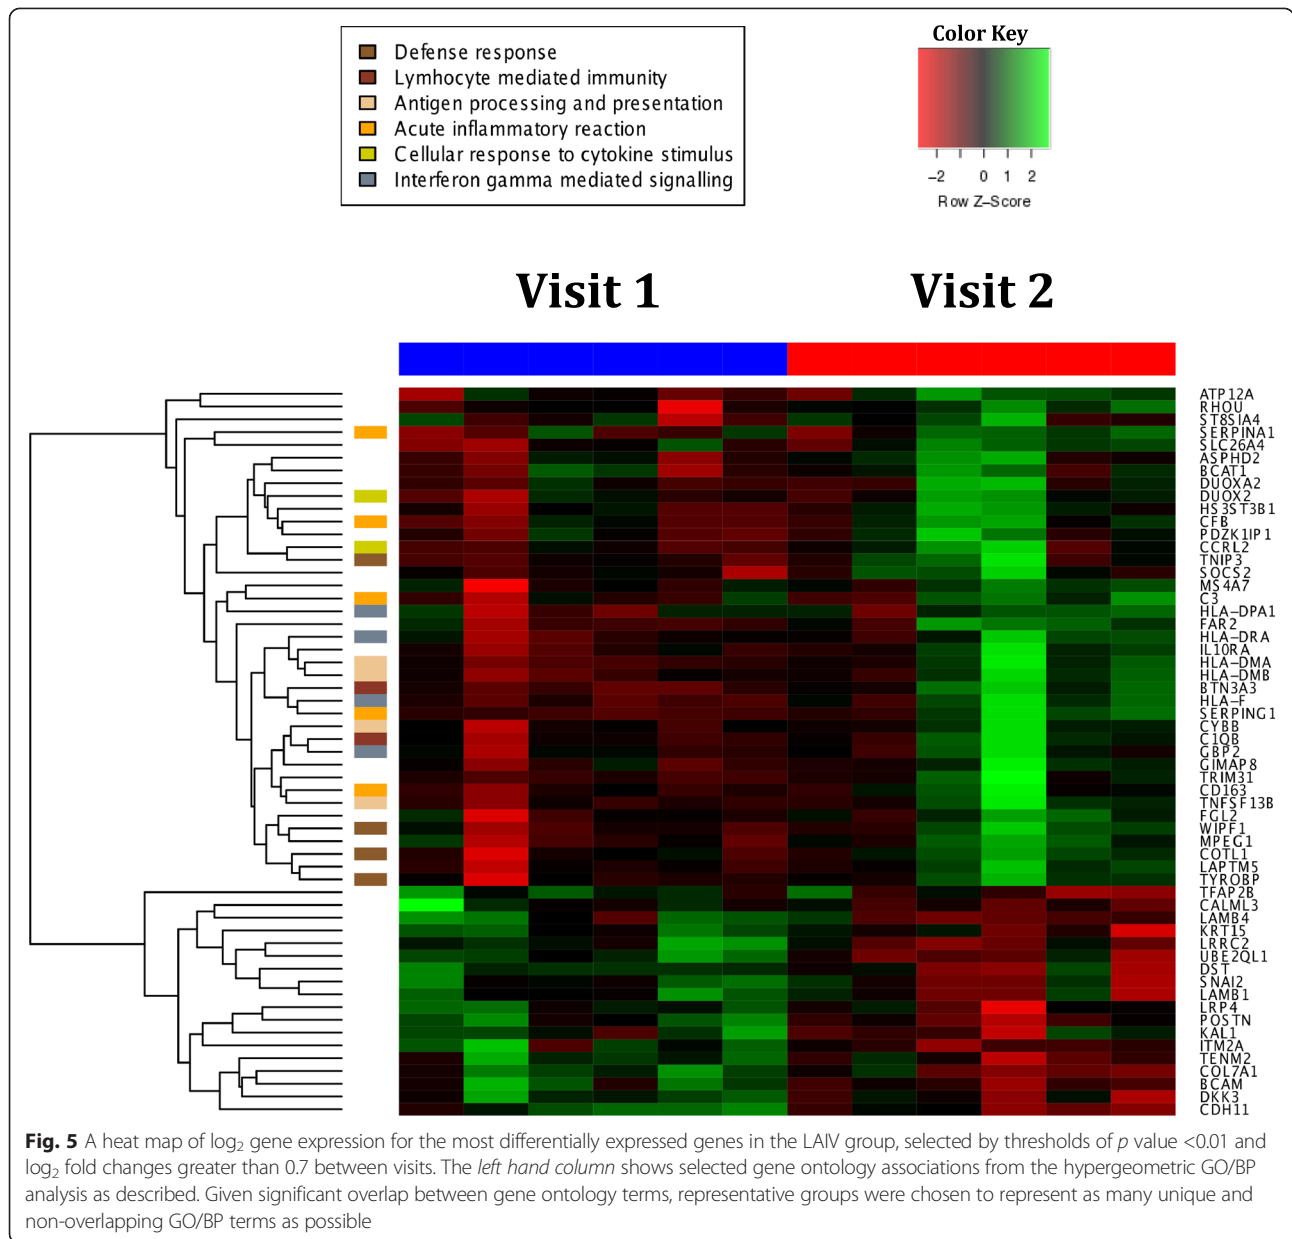 Defense response
Lymhocyte mediated immunity
Antigen processing and presentation
Acute inflammatory reaction
Cellular response to cytokine stimulus
Interferon gamma mediated signalling
Color Key
−2 0 1 2
Row Z−Score
Visit 1 Visit 2
ATP12A
RHOU
ST8SIA4
SERPINA1
SLC26A4
ASPHD2
BCAT1
DUOXA2
DUOX2
HS3ST3B1
CFB
PDZK1IP1
CCRL2
TNIP3
SOCS2
MS4A7
C3
HLA−DPA1
FAR2
HLA−DRA
IL10RA
HLA−DMA
HLA−DMB
BTN3A3
HLA−F
SERPING1
CYBB
C1QB
GBP2
GIMAP8
TRIM31
CD163
TNFSF13B
FGL2
WIPF1
MPEG1
COTL1
LAPTM5
TYROBP
TFAP2B
CALML3
LAMB4
KRT15
LRRC2
UBE2QL1
DST
SNAI2
LAMB1
LRP4
POSTN
KAL1
ITM2A
TENM2
COL7A1
BCAM
DKK3
CDH11
Fig. 5 A heat map of log2 gene expression for the most differentially expressed genes in the LAIV group, selected by thresholds of p value <0.01 and
log2 fold changes greater than 0.7 between visits. The left hand column shows selected gene ontology associations from the hypergeometric GO/BP
analysis as described. Given significant overlap between gene ontology terms, representative groups were chosen to represent as many unique and
non-overlapping GO/BP terms as possible